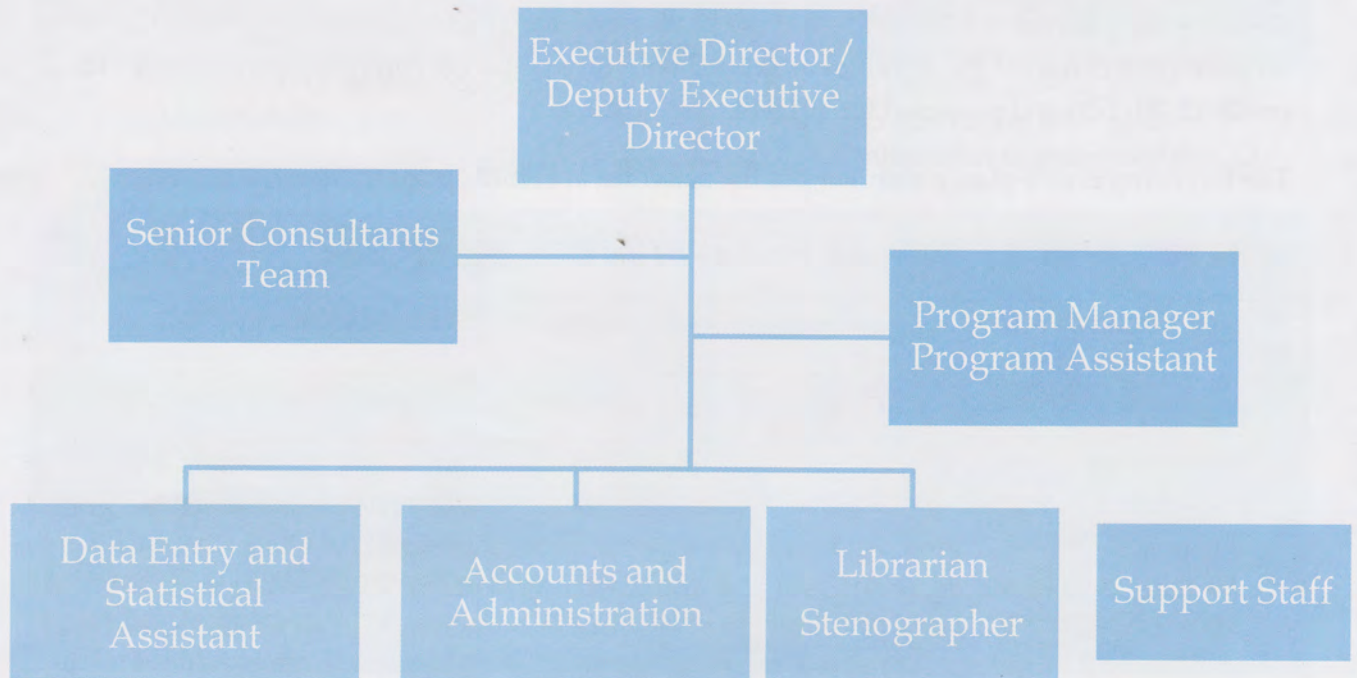 Executive Director/
Deputy Executive
Director
Senior Consultants
Team
Program Manager
Program Assistant
Data Entry and
Statistical
Assistant
Accounts and
Administration
Librarian
Stenographer
Support Staff